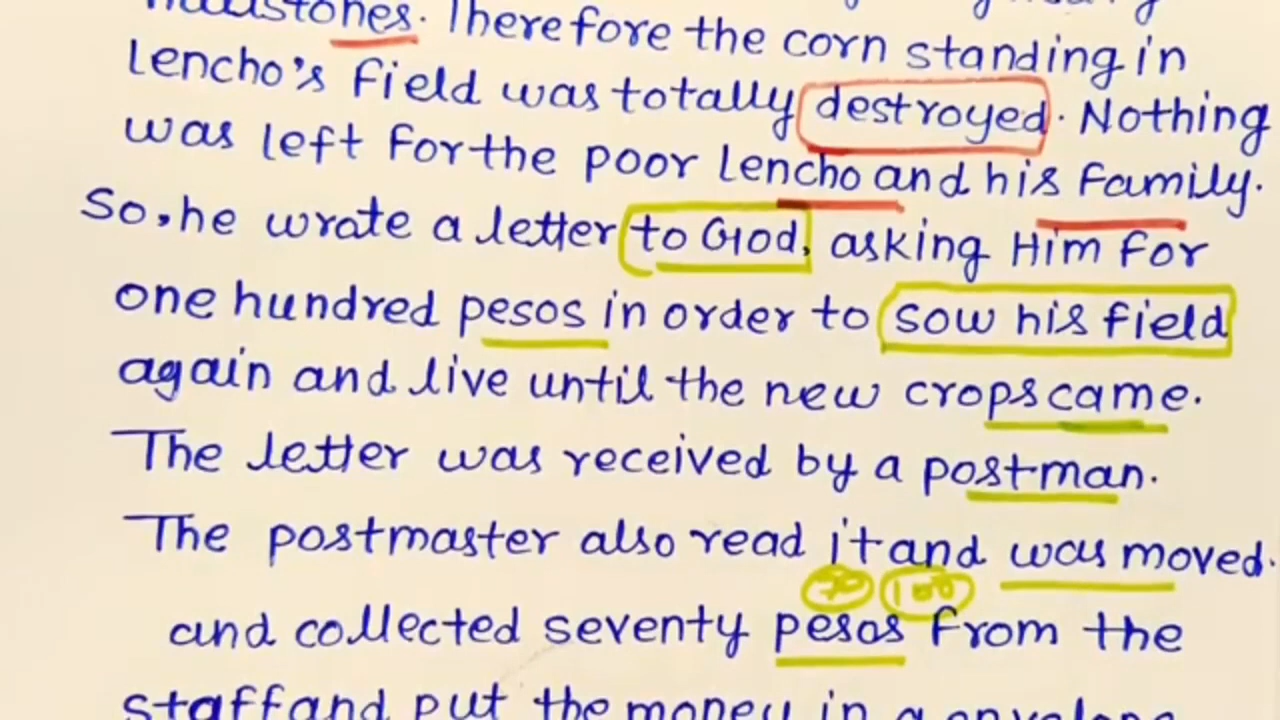 hailstones. Therefore the corn standing in
Lencho's field was totally destroyed. Nothing
was left for the poor Lencho and his family.
So, he wrate a letter to God, asking Him for
one hundred pesos in order to sow his field
again and live until the new crops came.
The letter was received by a postman.
The postmaster also read it and was moved.
70 100
and collected seventy pesos from the
staff and put the money in a envelope